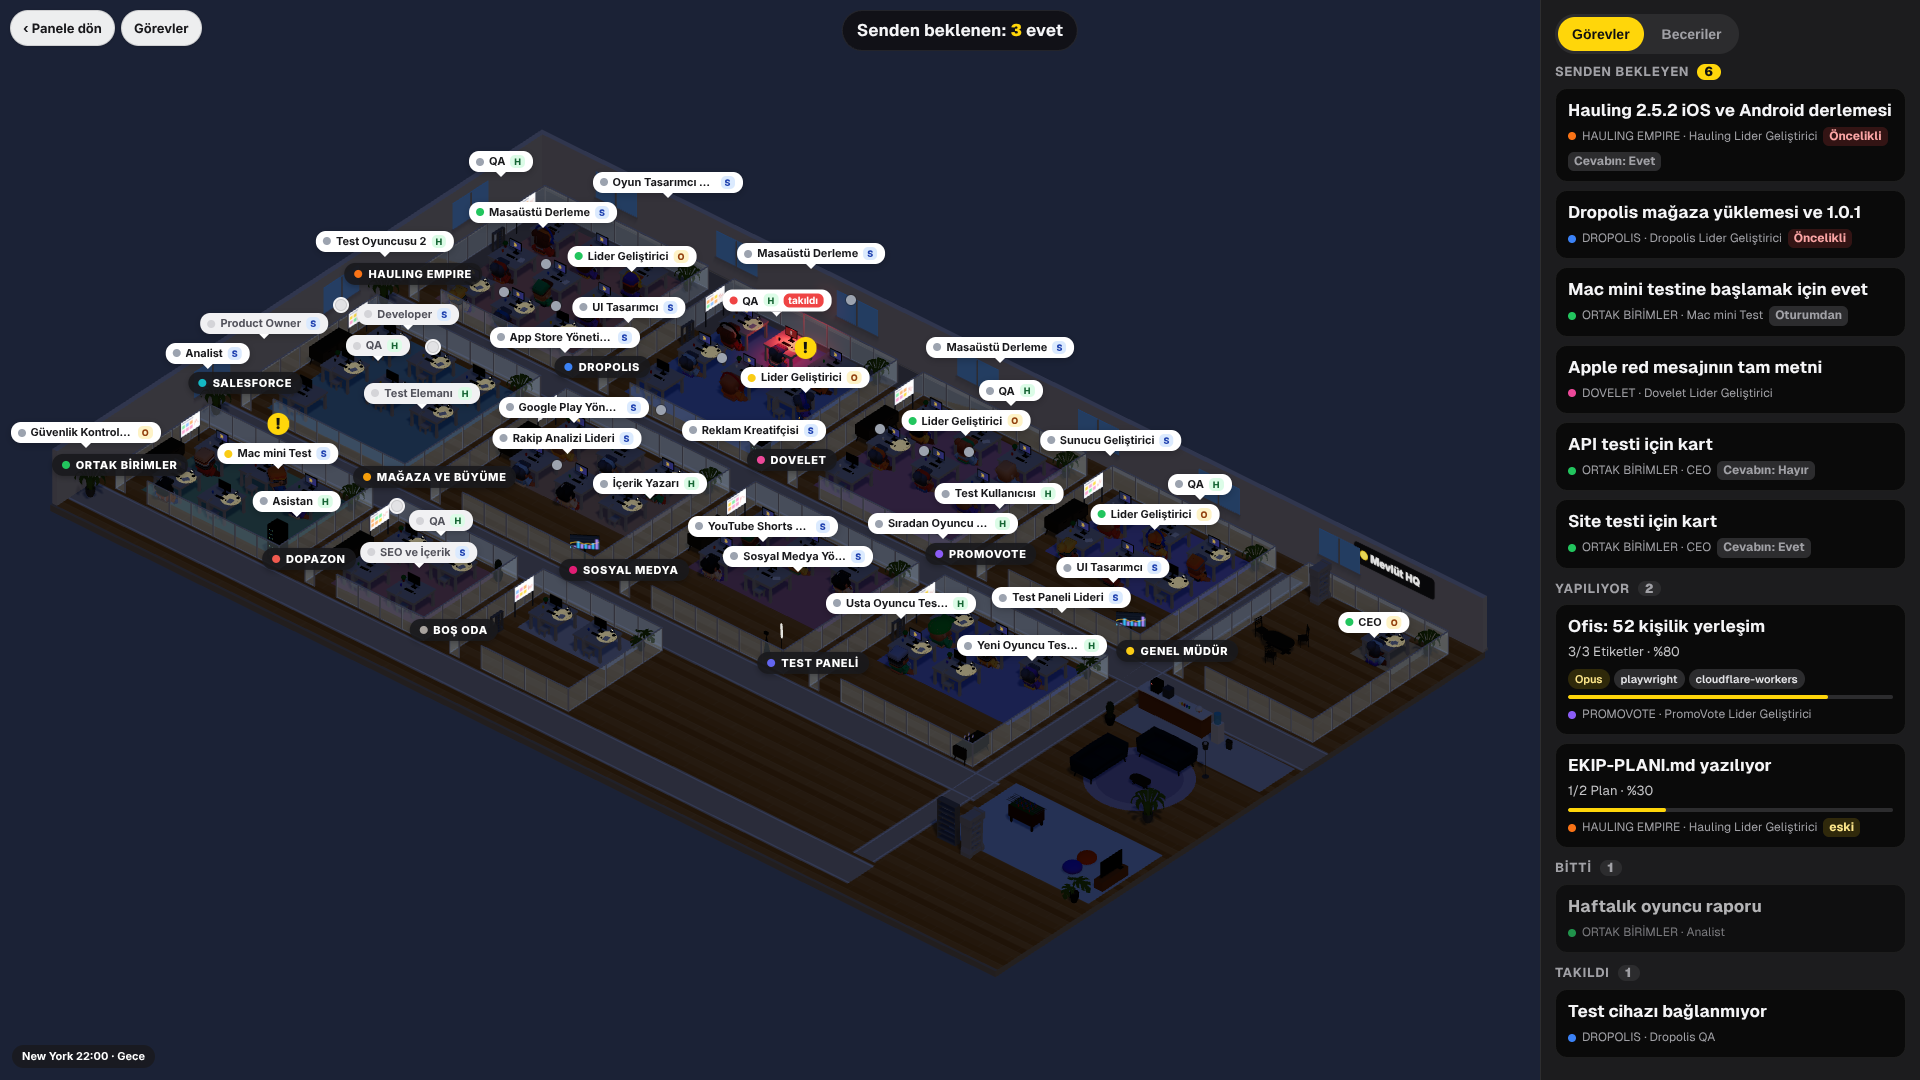 ‹ Panele dön
Görevler
Senden beklenen: 3 evet
QA H
Oyun Tasarımcı ... S
Masaüstü Derleme S
Test Oyuncusu 2 H
Lider Geliştirici O
Masaüstü Derleme S
HAULING EMPIRE
QA H takıldı
UI Tasarımcı S
Developer S
Product Owner S
App Store Yöneti... S
QA H
Masaüstü Derleme S
Analist S
DROPOLIS
Lider Geliştirici O
SALESFORCE
Test Elemanı H
QA H
Google Play Yön... S
Lider Geliştirici O
Güvenlik Kontrol... O
Reklam Kreatifçisi S
Rakip Analizi Lideri S
Sunucu Geliştirici S
Mac mini Test S
DOVELET
ORTAK BİRİMLER
MAĞAZA VE BÜYÜME
İçerik Yazarı H
QA H
Test Kullanıcısı H
Asistan H
Lider Geliştirici O
QA H
Sıradan Oyuncu ... H
YouTube Shorts ... S
SEO ve İçerik S
PROMOVOTE
Sosyal Medya Yö... S
DOPAZON
Mevlüt HQ
UI Tasarımcı S
SOSYAL MEDYA
Test Paneli Lideri S
Usta Oyuncu Tes... H
CEO O
BOŞ ODA
Yeni Oyuncu Tes... H
GENEL MÜDÜR
TEST PANELİ
New York 22:00 · Gece
Görevler
Beceriler
SENDEN BEKLEYEN 6
Hauling 2.5.2 iOS ve Android derlemesi
HAULING EMPIRE · Hauling Lider Geliştirici Öncelikli
Cevabın: Evet
Dropolis mağaza yüklemesi ve 1.0.1
DROPOLIS · Dropolis Lider Geliştirici Öncelikli
Mac mini testine başlamak için evet
ORTAK BİRİMLER · Mac mini Test Oturumdan
Apple red mesajının tam metni
DOVELET · Dovelet Lider Geliştirici
API testi için kart
ORTAK BİRİMLER · CEO Cevabın: Hayır
Site testi için kart
ORTAK BİRİMLER · CEO Cevabın: Evet
YAPILIYOR 2
Ofis: 52 kişilik yerleşim
3/3 Etiketler · %80
Opus playwright cloudflare-workers
PROMOVOTE · PromoVote Lider Geliştirici
EKIP-PLANI.md yazılıyor
1/2 Plan · %30
HAULING EMPIRE · Hauling Lider Geliştirici eski
BİTTİ 1
Haftalık oyuncu raporu
ORTAK BİRİMLER · Analist
TAKILDI 1
Test cihazı bağlanmıyor
DROPOLIS · Dropolis QA